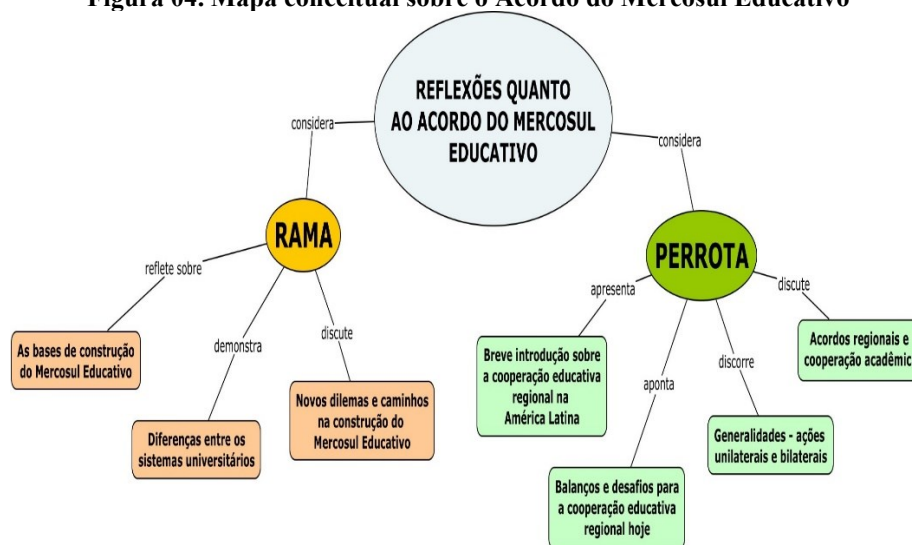 Figura 04: Mapa conceitual sobre o Acordo do Mercosul Educativo
REFLEXÕES QUANTO
AO ACORDO DO MERCOSUL
EDUCATIVO
considera
considera
RAMA
PERROTA
reflete sobre
demonstra
discute
apresenta
aponta
discorre
discute
As bases de construção
do Mercosul Educativo
Diferenças entre os
sistemas universitários
Novos dilemas e caminhos
na construção do
Mercosul Educativo
Breve introdução sobre
a cooperação educativa
regional na
América Latina
Balanços e desafios para
a cooperação educativa
regional hoje
Generalidades - ações
unilaterais e bilaterais
Acordos regionais e
cooperação acadêmic